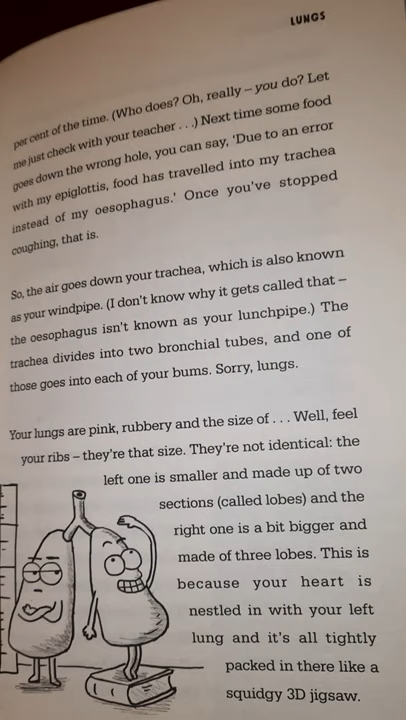 LUNGS
per cent of the time. (Who does? Oh, really – you do? Let
me just check with your teacher . . .) Next time some food
goes down the wrong hole, you can say, 'Due to an error
with my epiglottis, food has travelled into my trachea
instead of my oesophagus.' Once you've stopped
coughing, that is.
So, the air goes down your trachea, which is also known
as your windpipe. (I don't know why it gets called that –
the oesophagus isn't known as your lunchpipe.) The
trachea divides into two bronchial tubes, and one of
those goes into each of your bums. Sorry, lungs.
Your lungs are pink, rubbery and the size of . . . Well, feel
your ribs – they're that size. They're not identical: the
left one is smaller and made up of two
sections (called lobes) and the
right one is a bit bigger and
made of three lobes. This is
because your heart is
nestled in with your left
lung and it's all tightly
packed in there like a
squidgy 3D jigsaw.